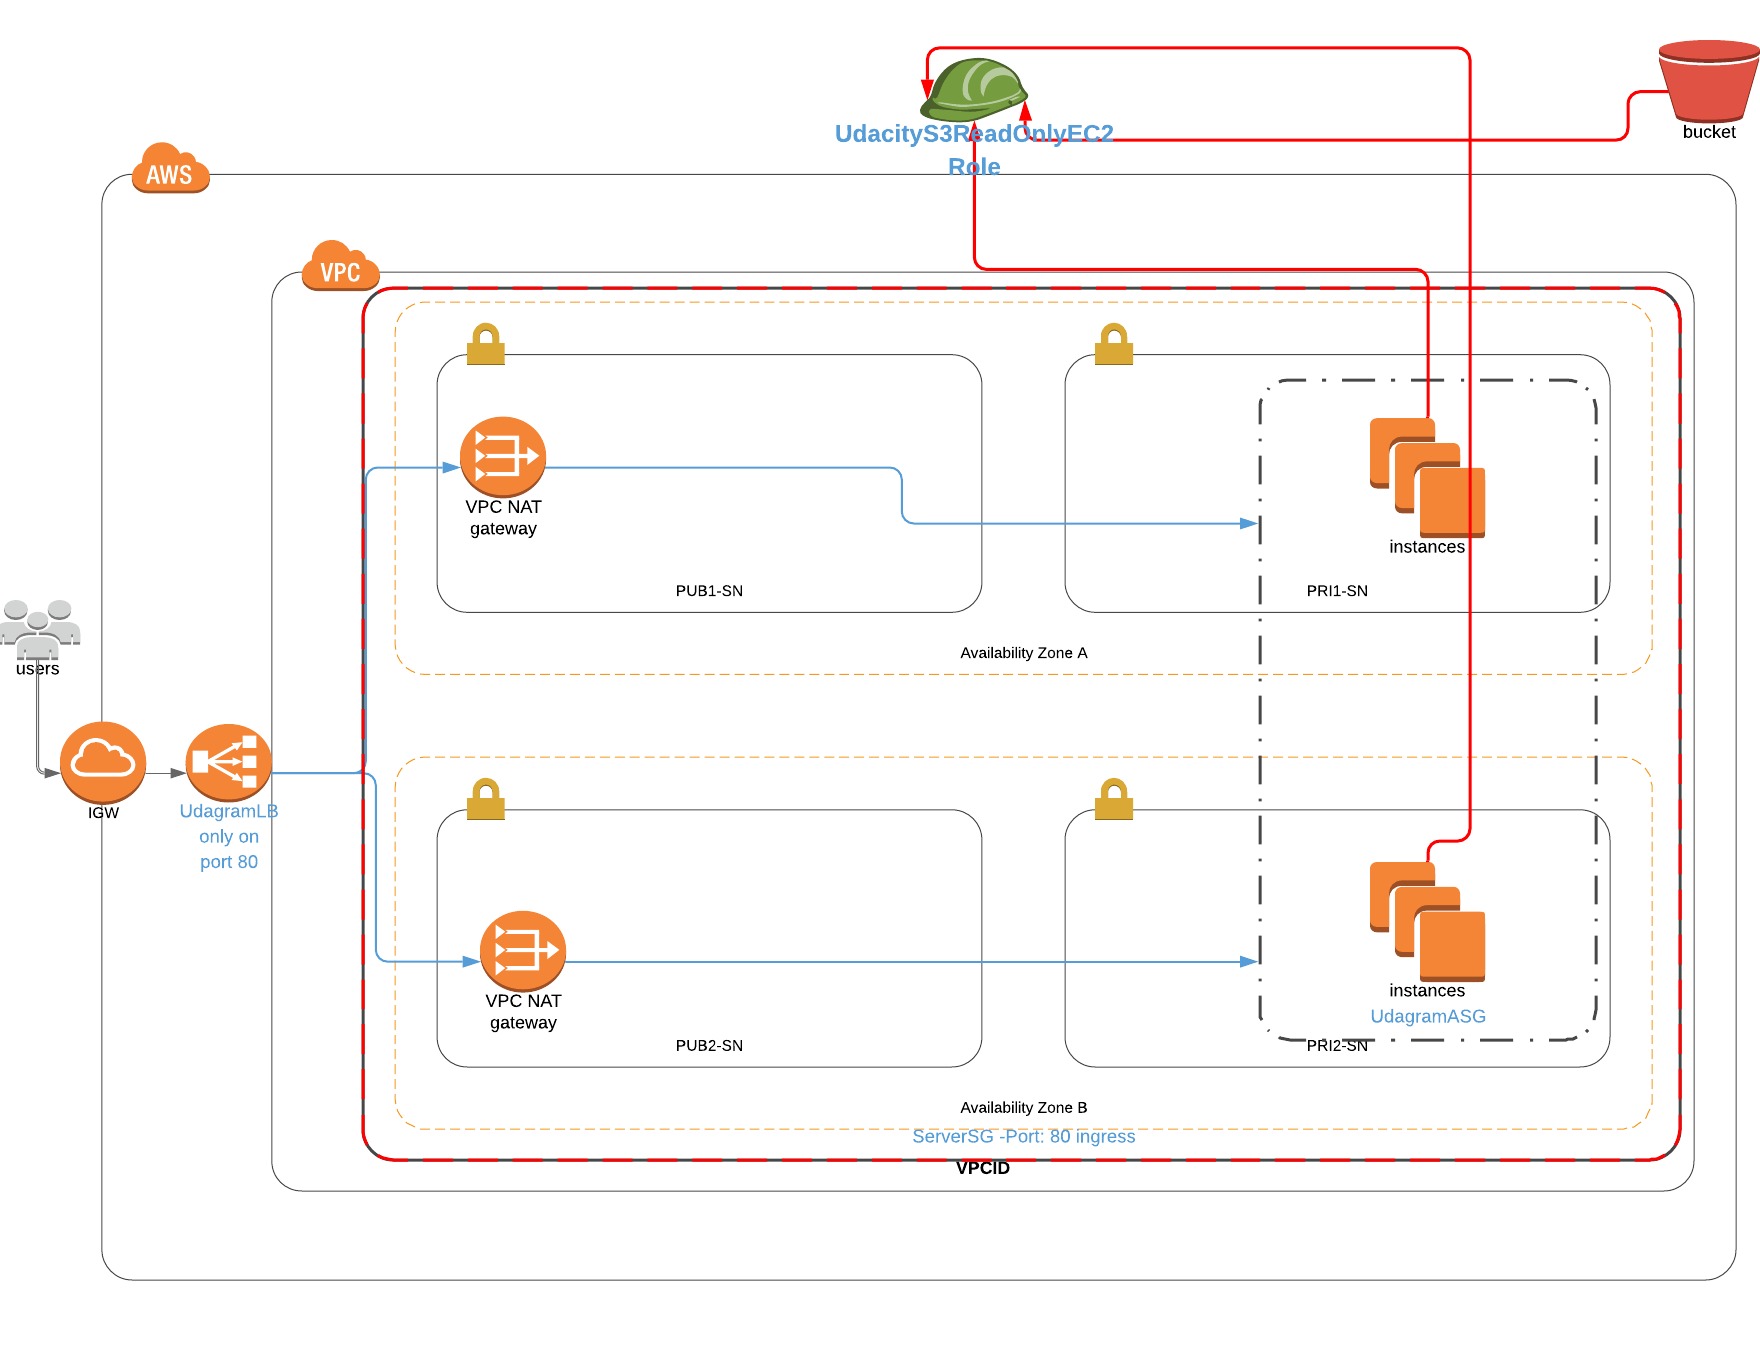 UdacityS3ReadOnlyEC2
Role
bucket
AWS
VPC
VPC NAT
gateway
instances
PUB1-SN
PRI1-SN
Availability Zone A
users
IGW
UdagramLB
only on
port 80
VPC NAT
gateway
instances
UdagramASG
PUB2-SN
PRI2-SN
Availability Zone B
ServerSG -Port: 80 ingress
VPCID